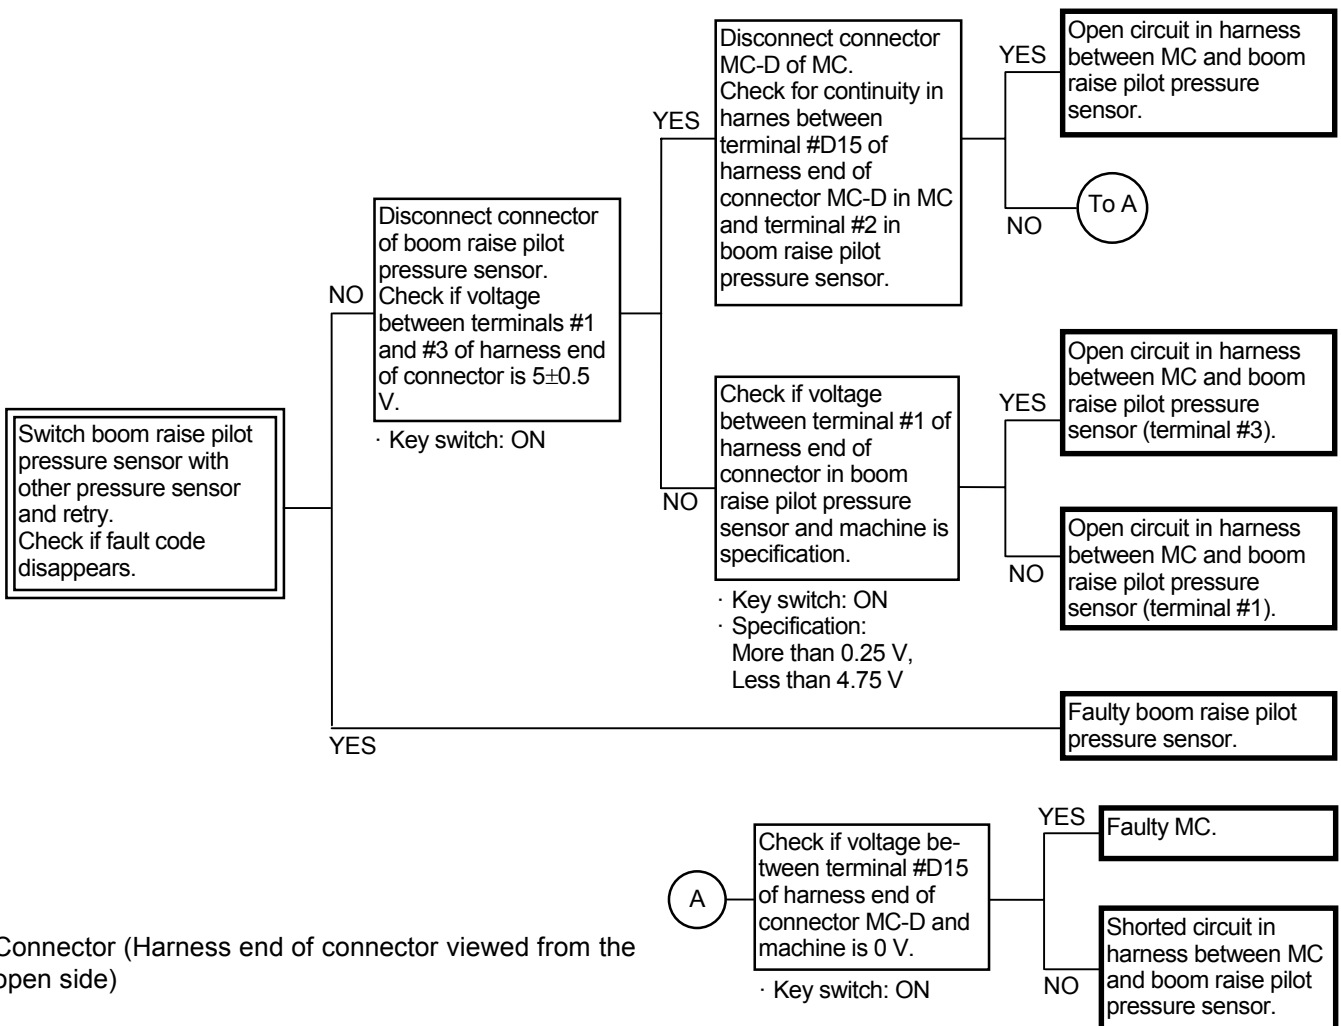 Switch boom raise pilot
pressure sensor with
other pressure sensor
and retry.
Check if fault code
disappears.
NO
YES
Disconnect connector
of boom raise pilot
pressure sensor.
Check if voltage
between terminals #1
and #3 of harness end
of connector is 5±0.5
V.
· Key switch: ON
YES
NO
Disconnect connector
MC-D of MC.
Check for continuity in
harnes between
terminal #D15 of
harness end of
connector MC-D in MC
and terminal #2 in
boom raise pilot
pressure sensor.
YES
NO
Open circuit in harness
between MC and boom
raise pilot pressure
sensor.
To A
Check if voltage
between terminal #1 of
harness end of
connector in boom
raise pilot pressure
sensor and machine is
specification.
· Key switch: ON
· Specification:
More than 0.25 V,
Less than 4.75 V
YES
NO
Open circuit in harness
between MC and boom
raise pilot pressure
sensor (terminal #3).
Open circuit in harness
between MC and boom
raise pilot pressure
sensor (terminal #1).
Faulty boom raise pilot
pressure sensor.
A
Check if voltage be-
tween terminal #D15
of harness end of
connector MC-D and
machine is 0 V.
· Key switch: ON
YES
NO
Faulty MC.
Shorted circuit in
harness between MC
and boom raise pilot
pressure sensor.
Connector (Harness end of connector viewed from the
open side)